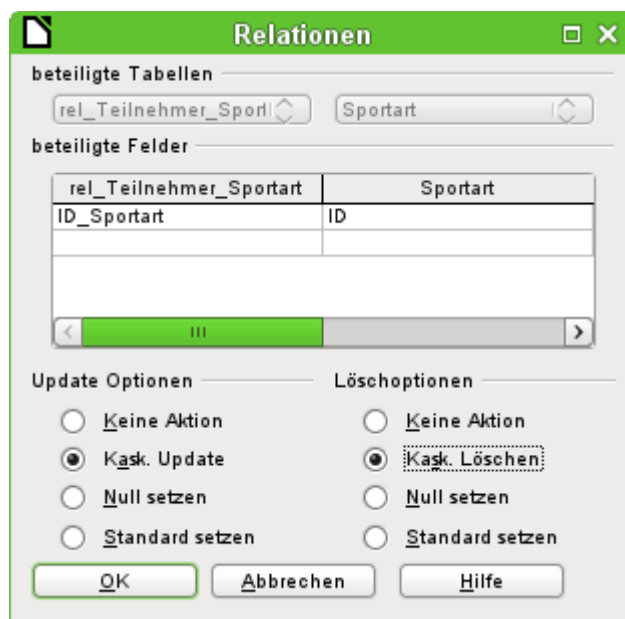 Relationen
beteiligte Tabellen
rel_Teilnehmer_Sport Sportart
beteiligte Felder
rel_Teilnehmer_Sportart Sportart
ID_Sportart ID
Update Optionen Löschoptionen
Keine Aktion Keine Aktion
Kask. Update Kask. Löschen
Null setzen Null setzen
Standard setzen Standard setzen
OK Abbrechen Hilfe